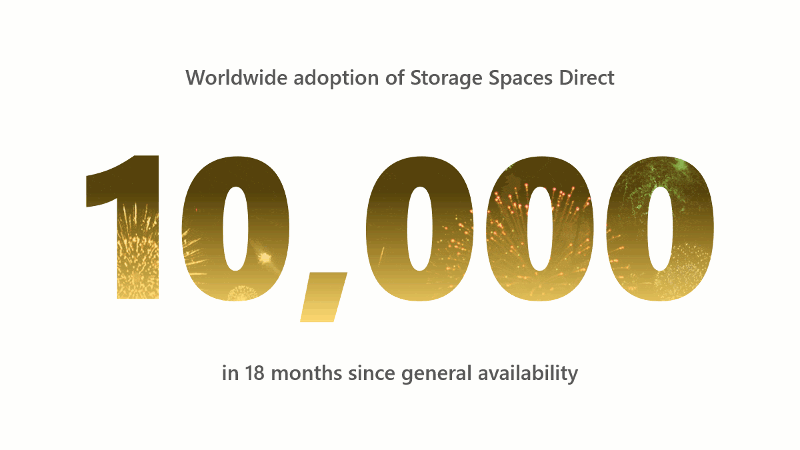 Worldwide adoption of Storage Spaces Direct
10,000
in 18 months since general availability